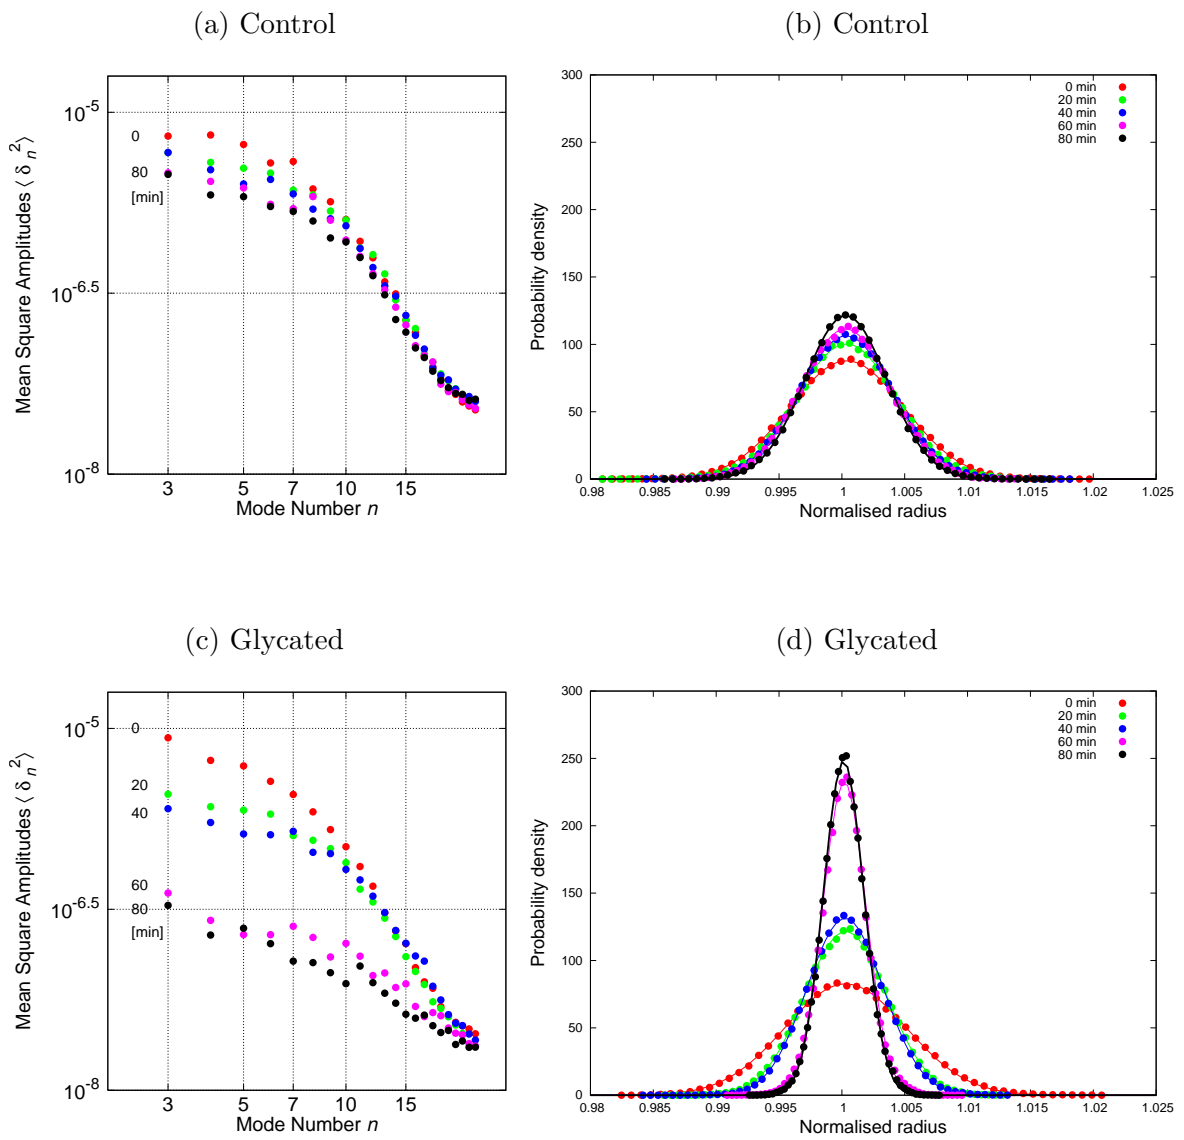 (a) Control
Mean Square Amplitudes ⟨ δn²⟩
10-5
10-6.5
10-8
0
80
[min]
3 5 7 10 15
Mode Number n
(b) Control
Probability density
300
250
200
150
100
50
0
0 min
20 min
40 min
60 min
80 min
0.98 0.985 0.99 0.995 1 1.005 1.01 1.015 1.02 1.025
Normalised radius
(c) Glycated
Mean Square Amplitudes ⟨ δn²⟩
10-5
10-6.5
10-8
0
20
40
60
80
[min]
3 5 7 10 15
Mode Number n
(d) Glycated
Probability density
300
250
200
150
100
50
0
0 min
20 min
40 min
60 min
80 min
0.98 0.985 0.99 0.995 1 1.005 1.01 1.015 1.02 1.025
Normalised radius